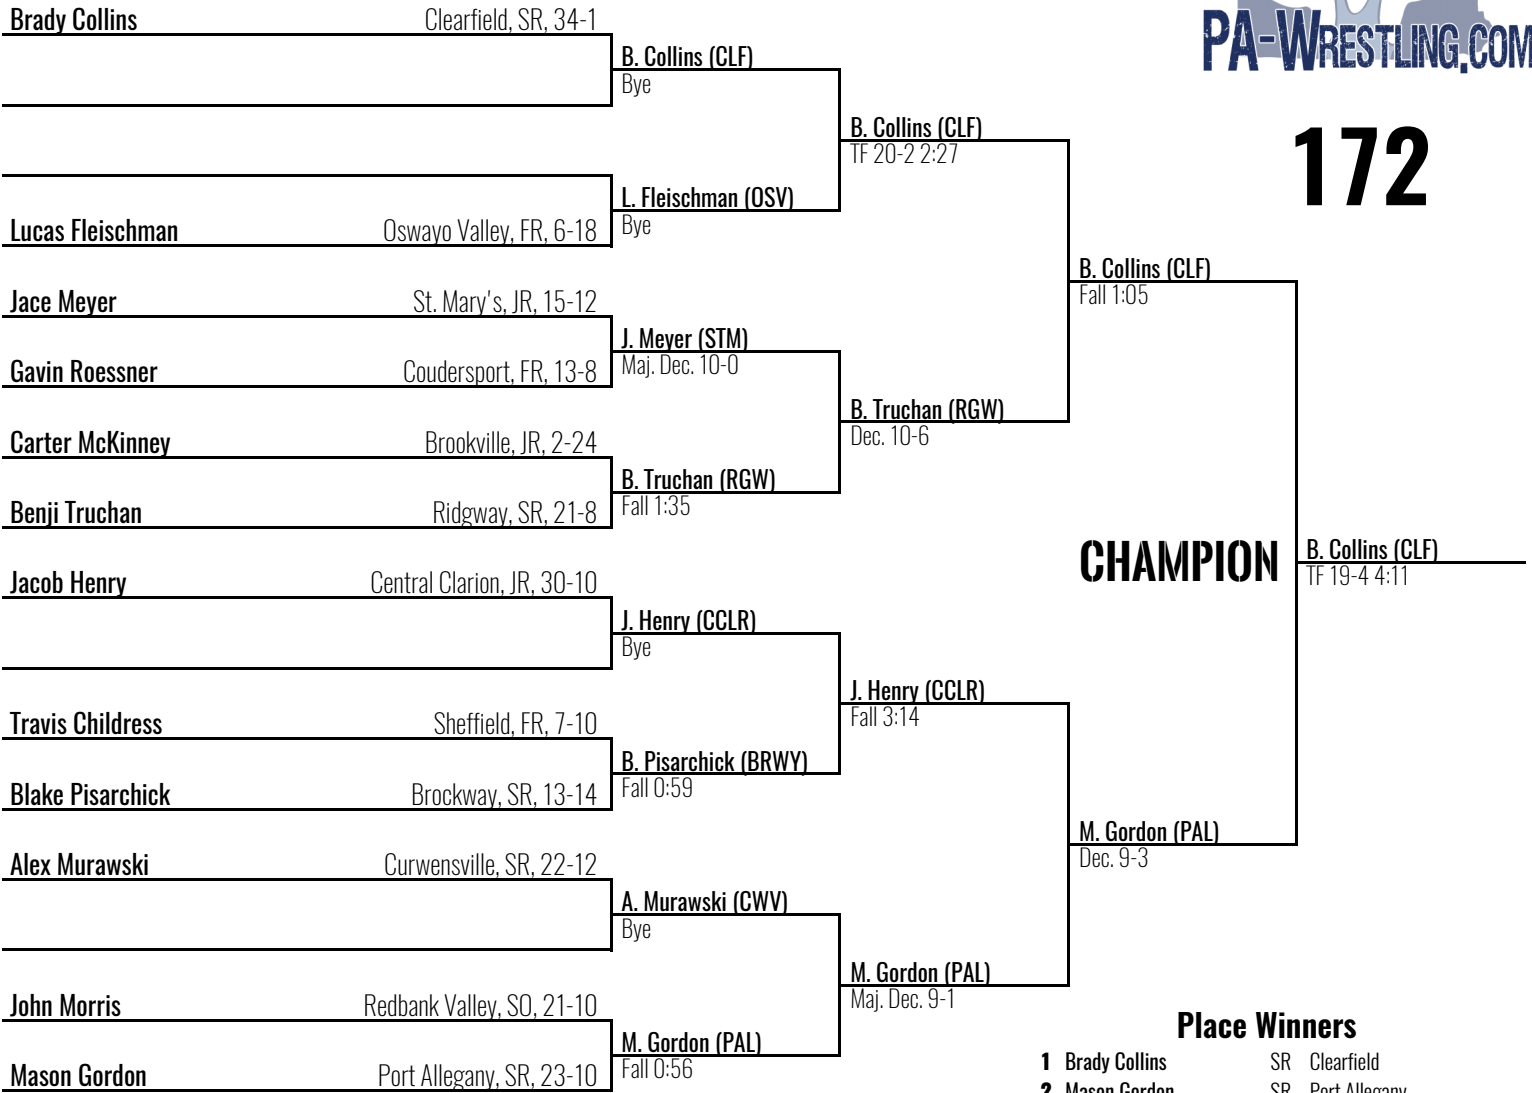 PA-WRESTLING.COM
172
Brady Collins Clearfield, SR, 34-1
B. Collins (CLF)
Bye
B. Collins (CLF)
TF 20-2 2:27
L. Fleischman (OSV)
Bye
Lucas Fleischman Oswayo Valley, FR, 6-18
B. Collins (CLF)
Fall 1:05
Jace Meyer St. Mary's, JR, 15-12
J. Meyer (STM)
Maj. Dec. 10-0
Gavin Roessner Coudersport, FR, 13-8
B. Truchan (RGW)
Dec. 10-6
Carter McKinney Brookville, JR, 2-24
B. Truchan (RGW)
Fall 1:35
Benji Truchan Ridgway, SR, 21-8
CHAMPION
B. Collins (CLF)
TF 19-4 4:11
Jacob Henry Central Clarion, JR, 30-10
J. Henry (CCLR)
Bye
J. Henry (CCLR)
Fall 3:14
Travis Childress Sheffield, FR, 7-10
B. Pisarchick (BRWY)
Fall 0:59
Blake Pisarchick Brockway, SR, 13-14
M. Gordon (PAL)
Dec. 9-3
Alex Murawski Curwensville, SR, 22-12
A. Murawski (CWV)
Bye
M. Gordon (PAL)
Maj. Dec. 9-1
John Morris Redbank Valley, SO, 21-10
M. Gordon (PAL)
Fall 0:56
Mason Gordon Port Allegany, SR, 23-10
Place Winners
1 Brady Collins SR Clearfield
2 Mason Gordon SR Port Allegany